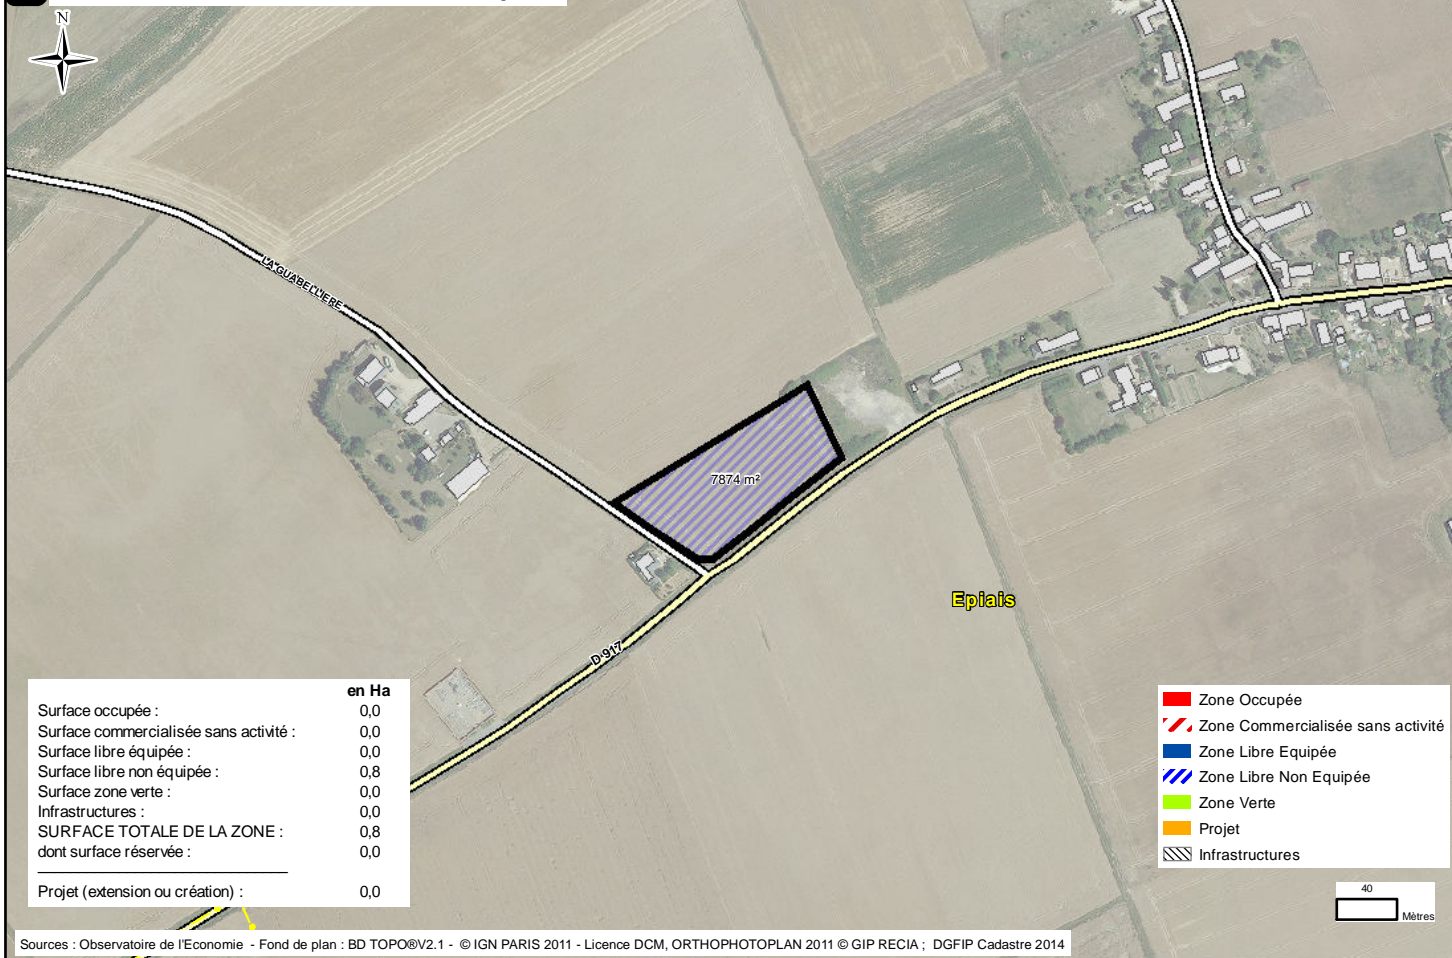 N
LA GUABELLIERE
7874 m²
Epiais
D 917
en Ha
Surface occupée : 0,0
Surface commercialisée sans activité : 0,0
Surface libre équipée : 0,0
Surface libre non équipée : 0,8
Surface zone verte : 0,0
Infrastructures : 0,0
SURFACE TOTALE DE LA ZONE : 0,8
dont surface réservée : 0,0
Projet (extension ou création) : 0,0
Zone Occupée
Zone Commercialisée sans activité
Zone Libre Equipée
Zone Libre Non Equipée
Zone Verte
Projet
Infrastructures
40
Mètres
Sources : Observatoire de l'Economie - Fond de plan : BD TOPO®V2.1 - © IGN PARIS 2011 - Licence DCM, ORTHOPHOTOPLAN 2011 © GIP RECIA ; DGFIP Cadastre 2014